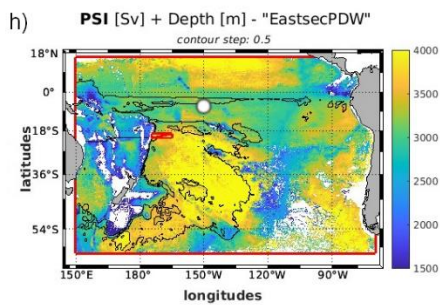 h)
PSI [Sv] + Depth [m] - "EastsecPDW"
contour step: 0.5
18°N
0°
18°S
36°S
54°S
latitudes
150°E
180°W
150°W
120°W
90°W
longitudes
4000
3500
3000
2500
2000
1500